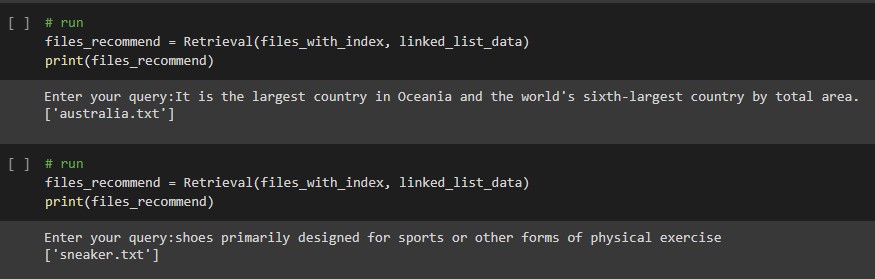 [ ] # run
files_recommend = Retrieval(files_with_index, linked_list_data)
print(files_recommend)
Enter your query:It is the largest country in Oceania and the world's sixth-largest country by total area.
['australia.txt']
[ ] # run
files_recommend = Retrieval(files_with_index, linked_list_data)
print(files_recommend)
Enter your query:shoes primarily designed for sports or other forms of physical exercise
['sneaker.txt']